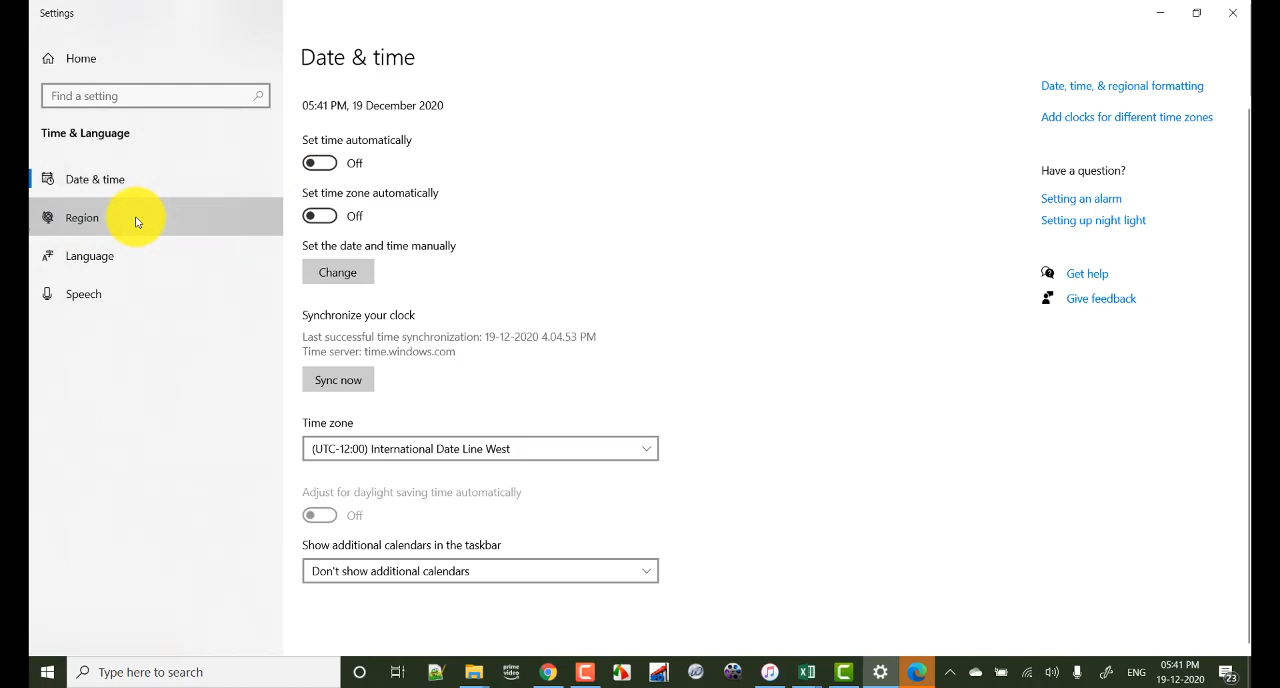 Settings
Home
Find a setting
Time & Language
Date & time
Region
Language
Speech
Date & time
05:41 PM, 19 December 2020
Set time automatically
Off
Set time zone automatically
Off
Set the date and time manually
Change
Synchronize your clock
Last successful time synchronization: 19-12-2020 4.04.53 PM
Time server: time.windows.com
Sync now
Time zone
(UTC-12:00) International Date Line West
Adjust for daylight saving time automatically
Off
Show additional calendars in the taskbar
Don't show additional calendars
Date, time, & regional formatting
Add clocks for different time zones
Have a question?
Setting an alarm
Setting up night light
Get help
Give feedback
Type here to search
prime video
ENG
05:41 PM
19-12-2020
23